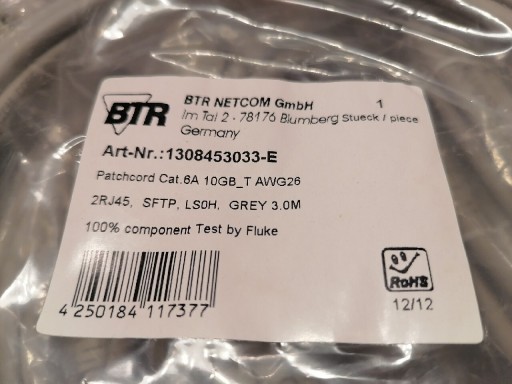 BTR
BTR NETCOM GmbH 1
Im Tal 2 · 78176 Blumberg Stueck / piece
Germany
Art-Nr.:1308453033-E
Patchcord Cat.6A 10GB_T AWG26
2RJ45, SFTP, LS0H, GREY 3.0M
100% component Test by Fluke
4 250184 117377
RoHS
12/12